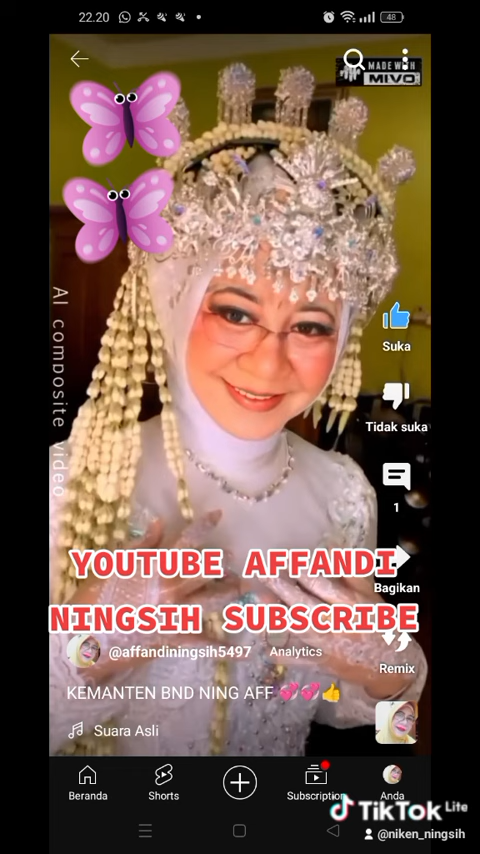 22.20
48
MADE WITH
MIVO
AI composite video
Suka
Tidak suka
1
YOUTUBE AFFANDI
Bagikan
NINGSIH SUBSCRIBE
@affandiningsih5497 Analytics
Remix
KEMANTEN BND NING AFF 💞💞👍
Suara Asli
Beranda
Shorts
Subscription
Anda
TikTok Lite
@niken_ningsih